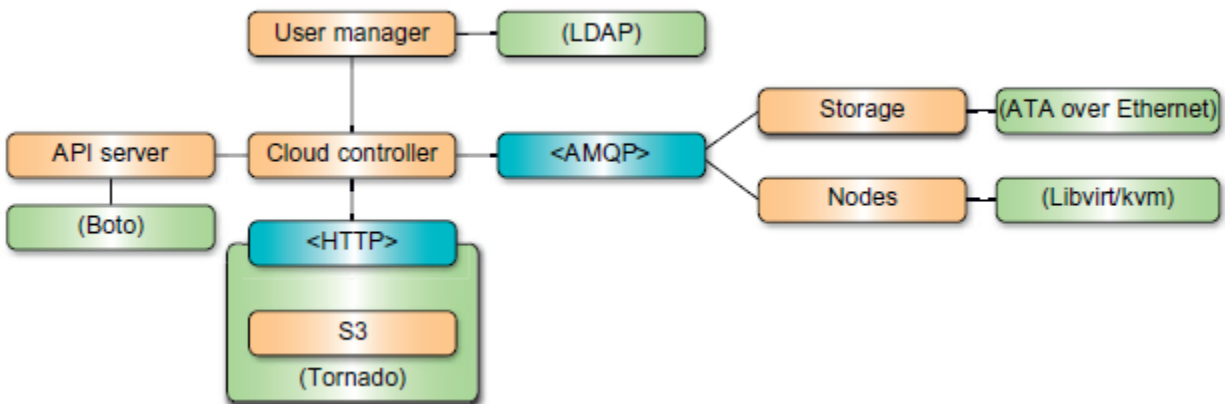 User manager
(LDAP)
Storage
(ATA over Ethernet)
API server
Cloud controller
<AMQP>
Nodes
(Libvirt/kvm)
(Boto)
<HTTP>
S3
(Tornado)